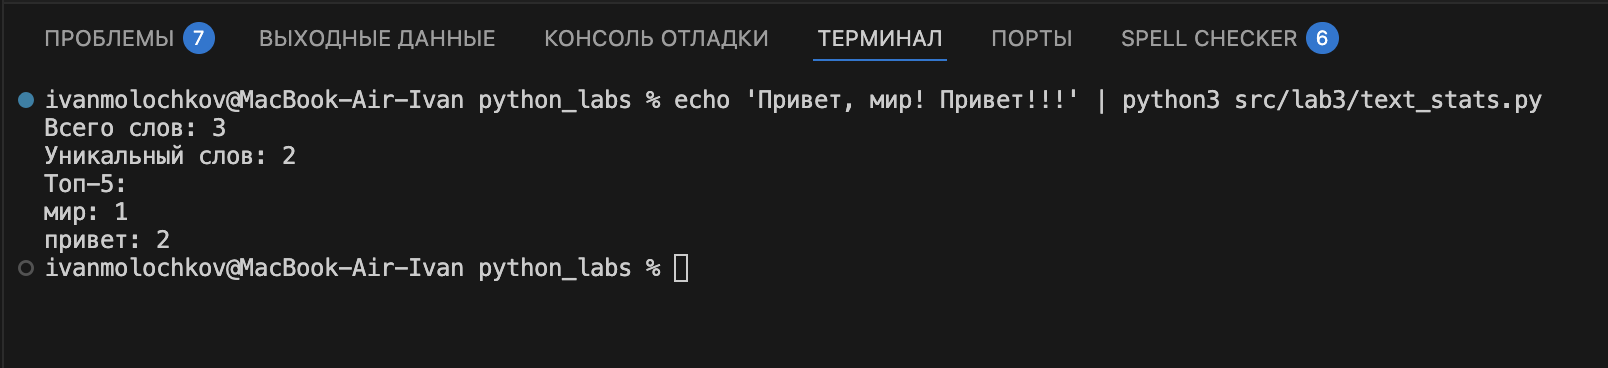 ПРОБЛЕМЫ 7 ВЫХОДНЫЕ ДАННЫЕ КОНСОЛЬ ОТЛАДКИ ТЕРМИНАЛ ПОРТЫ SPELL CHECKER 6
ivanmolochkov@MacBook-Air-Ivan python_labs % echo 'Привет, мир! Привет!!!' | python3 src/lab3/text_stats.py
Всего слов: 3
Уникальный слов: 2
Топ-5:
мир: 1
привет: 2
ivanmolochkov@MacBook-Air-Ivan python_labs %